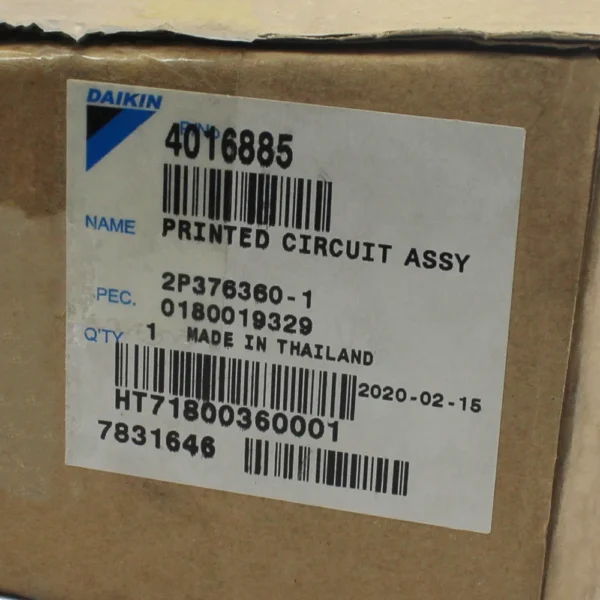 DAIKIN
P/NO.
4016885
NAME PRINTED CIRCUIT ASSY
PEC. 2P376360-1
0180019329
Q'TY 1 MADE IN THAILAND
2020-02-15
HT71800360001
7831646